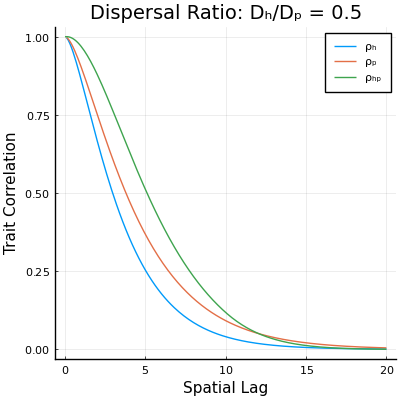 Dispersal Ratio: Dₕ/Dₚ = 0.5
ρₕ
ρₚ
ρₕₚ
Trait Correlation
1.00
0.75
0.50
0.25
0.00
0 5 10 15 20
Spatial Lag